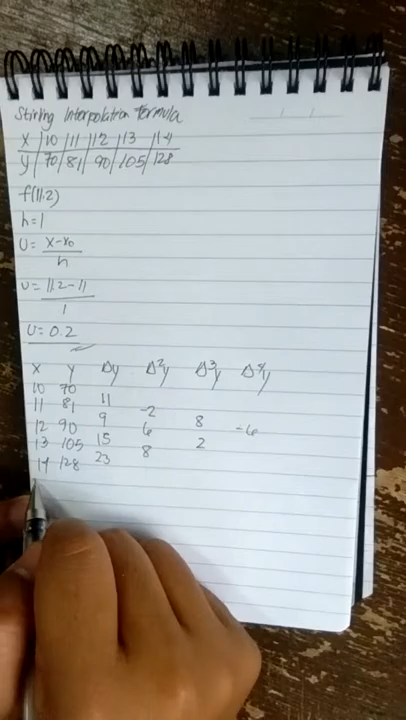 Stirling Interpolation Formula
x | 10 | 11 | 12 | 13 | 14
y | 70 | 81 | 90 | 105 | 128
f(11.2)
h=1
U= x-x₀ / h
u= 11.2-11 / 1
U= 0.2
x y Δy Δ²y Δ³y Δ⁴y
10 70
11
11 81 -2
9 8
12 90 6 -6
15 2
13 105 8
23
14 128